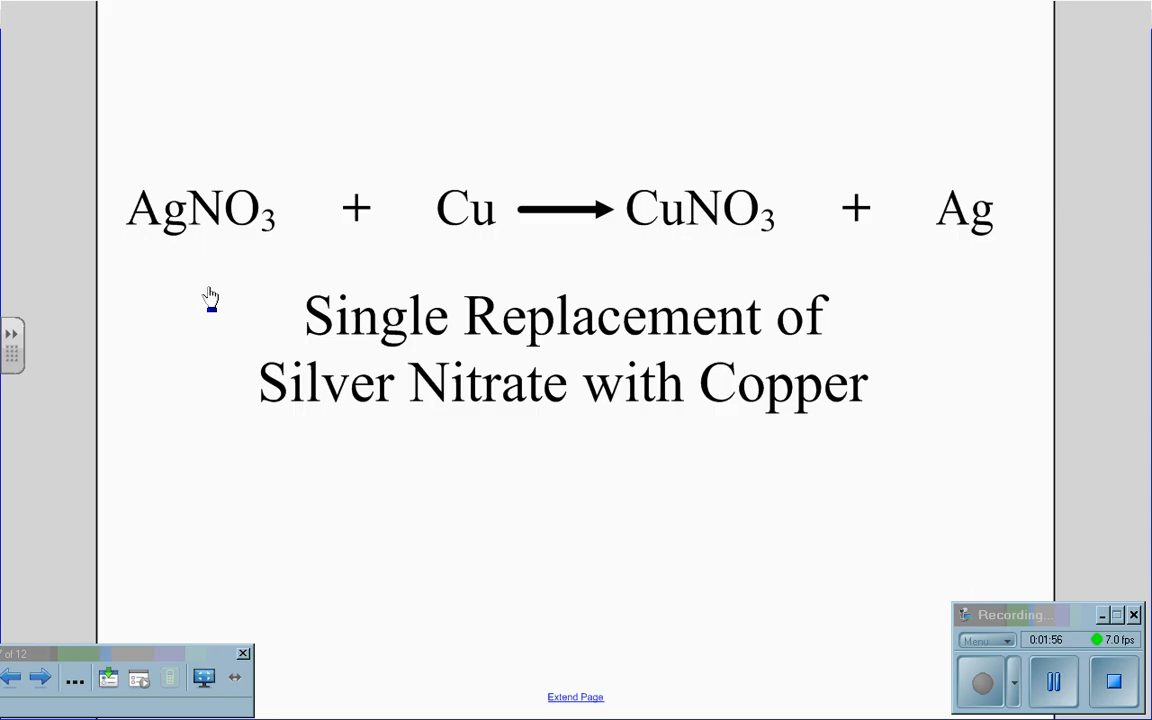 AgNO₃ + Cu ⟶ CuNO₃ + Ag
Single Replacement of
Silver Nitrate with Copper
Recording...
Menu 0:01:56 7.0 fps
of 12
...
Extend Page